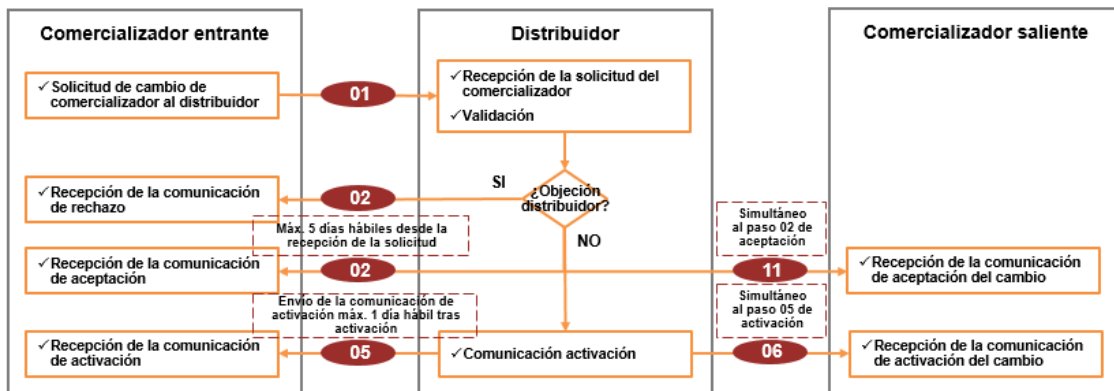 Comercializador entrante
Distribuidor
Comercializador saliente
✓Solicitud de cambio de
comercializador al distribuidor
01
✓Recepción de la solicitud del
comercializador
✓Validación
SI
¿Objeción
distribuidor?
NO
✓Recepción de la comunicación
de rechazo
02
Máx. 5 días hábiles desde la
recepción de la solicitud
Simultáneo
al paso 02 de
aceptación
✓Recepción de la comunicación
de aceptación
02
11
✓Recepción de la comunicación
de aceptación del cambio
Envío de la comunicación de
activación máx. 1 día hábil tras
activación
Simultáneo
al paso 05 de
activación
✓Recepción de la comunicación
de activación
05
✓Comunicación activación
06
✓Recepción de la comunicación
de activación del cambio